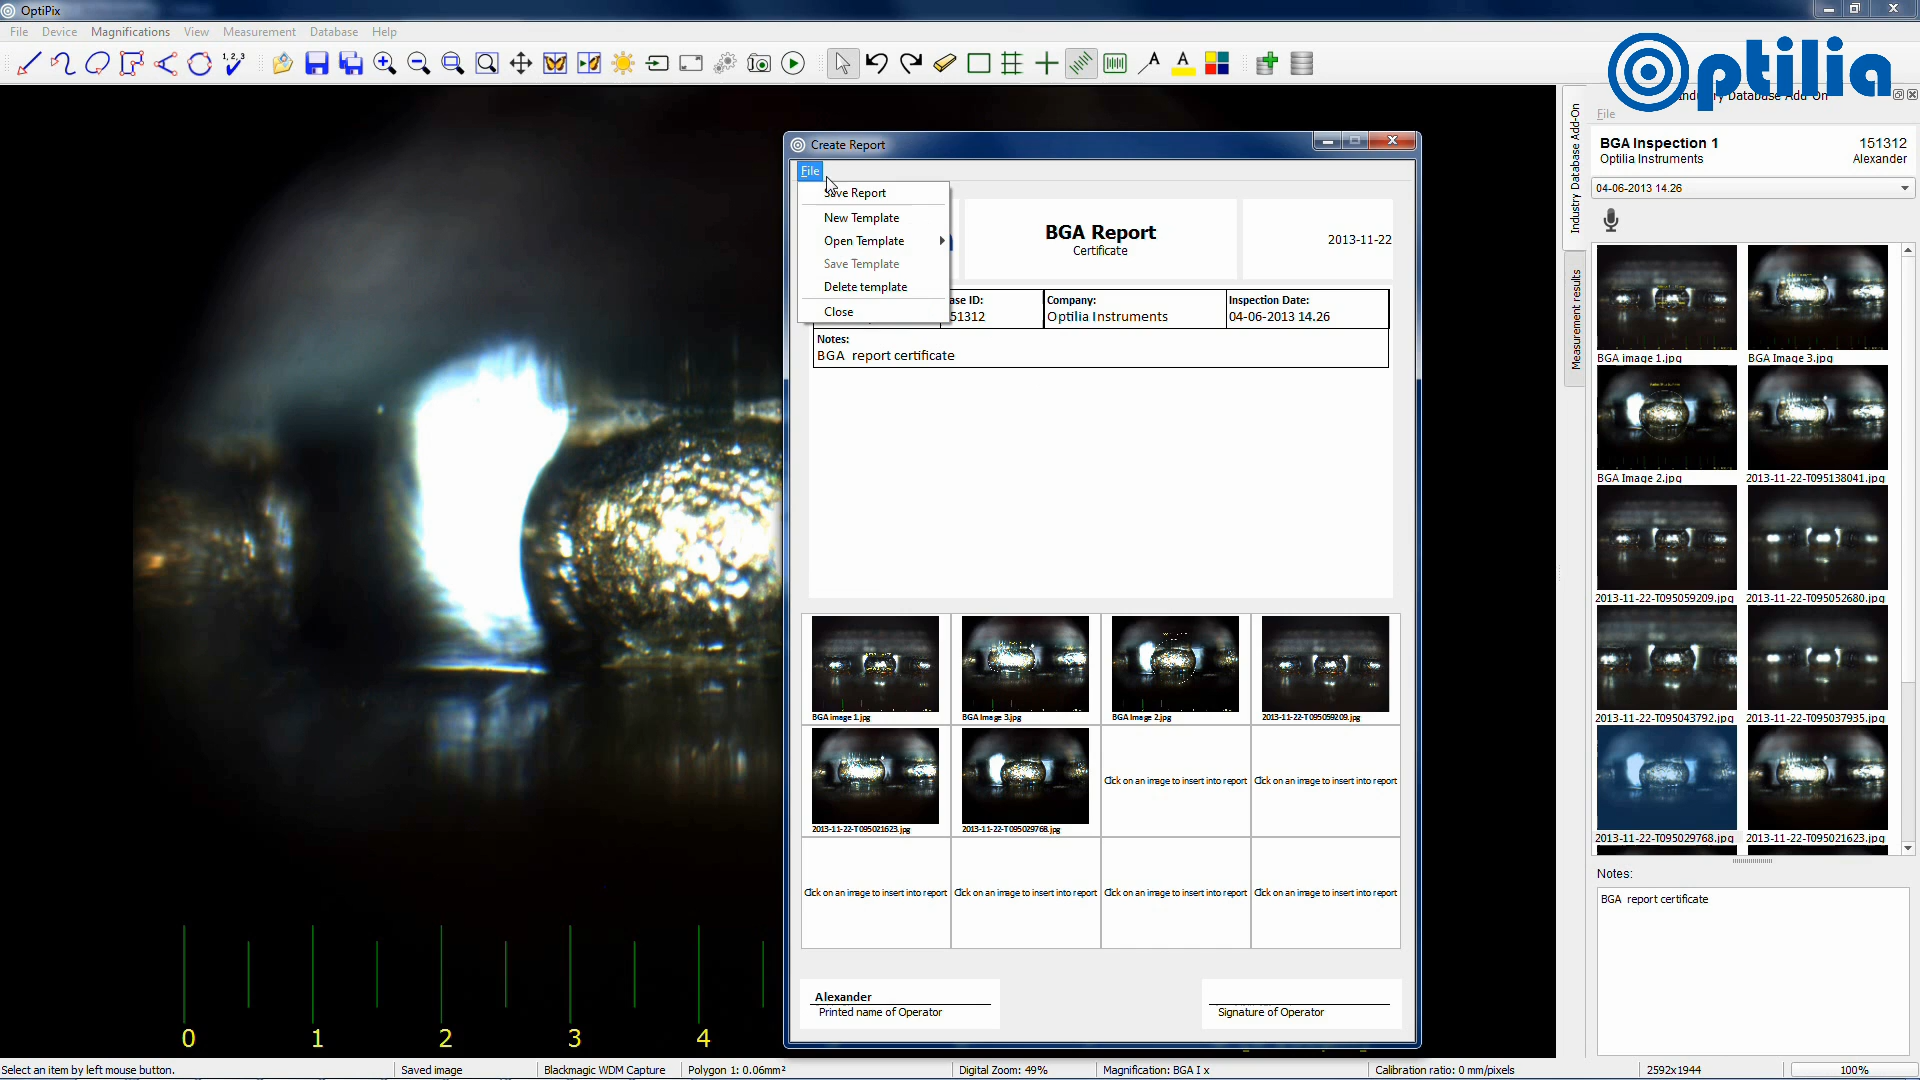 OptiPix
File Device Magnifications View Measurement Database Help
1,2,3
Optilia
Industry Database Add-On
File
BGA Inspection 1 151312
Optilia Instruments Alexander
04-06-2013 14.26
Industry Database Add-On
Measurement results
BGA image 1.jpg BGA Image 3.jpg
BGA Image 2.jpg 2013-11-22-T095138041.jpg
2013-11-22-T095059209.jpg 2013-11-22-T095052680.jpg
2013-11-22-T095043792.jpg 2013-11-22-T095037935.jpg
2013-11-22-T095029768.jpg 2013-11-22-T095021623.jpg
Notes:
BGA report certificate
Create Report
File
Save Report
New Template
Open Template
Save Template
Delete template
Close
BGA Report
Certificate
2013-11-22
ase ID: Company: Inspection Date:
51312 Optilia Instruments 04-06-2013 14.26
Notes:
BGA report certificate
BGA image 1.jpg BGA Image 3.jpg BGA Image 2.jpg 2013-11-22-T095059209.jpg
Click on an image to insert into report Click on an image to insert into report
2013-11-22-T095021623.jpg 2013-11-22-T095029768.jpg
Click on an image to insert into report Click on an image to insert into report Click on an image to insert into report Click on an image to insert into report
Alexander
Printed name of Operator Signature of Operator
0 1 2 3 4
Select an item by left mouse button. Saved image Blackmagic WDM Capture Polygon 1: 0.06mm² Digital Zoom: 49% Magnification: BGA I x Calibration ratio: 0 mm/pixels 2592x1944 100%